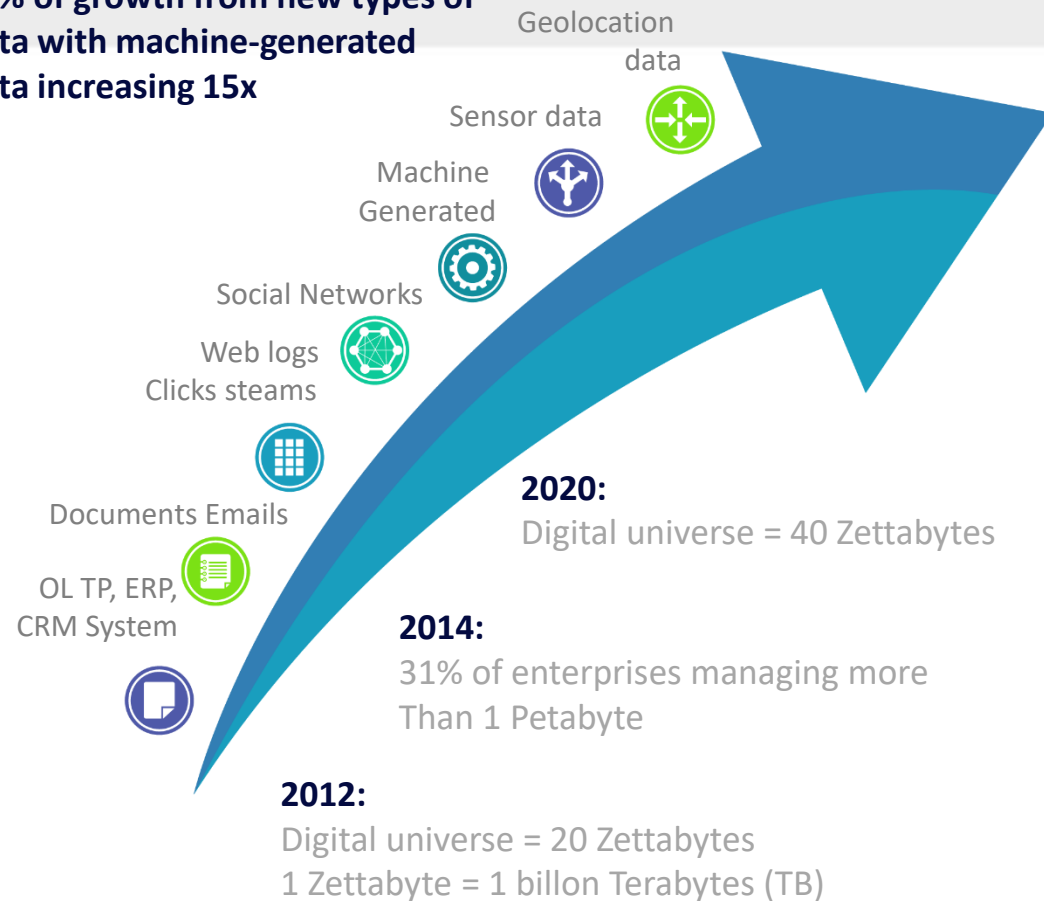 % of growth from new types of
ta with machine-generated
ta increasing 15x
Geolocation
data
Sensor data
Machine
Generated
Social Networks
Web logs
Clicks steams
Documents Emails
OL TP, ERP,
CRM System
2020:
Digital universe = 40 Zettabytes
2014:
31% of enterprises managing more
Than 1 Petabyte
2012:
Digital universe = 20 Zettabytes
1 Zettabyte = 1 billon Terabytes (TB)